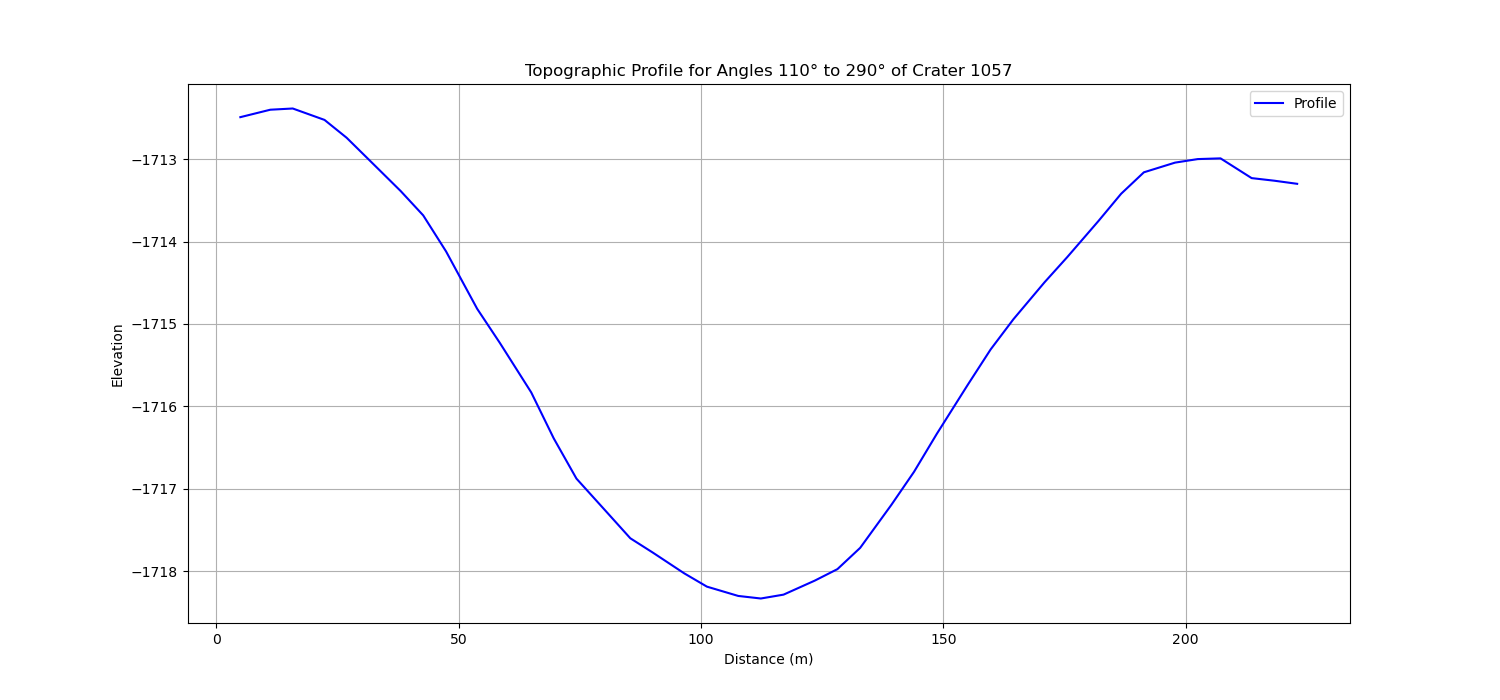 Topographic Profile for Angles 110° to 290° of Crater 1057
Profile
−1713
−1714
−1715
−1716
−1717
−1718
Elevation
0 50 100 150 200
Distance (m)